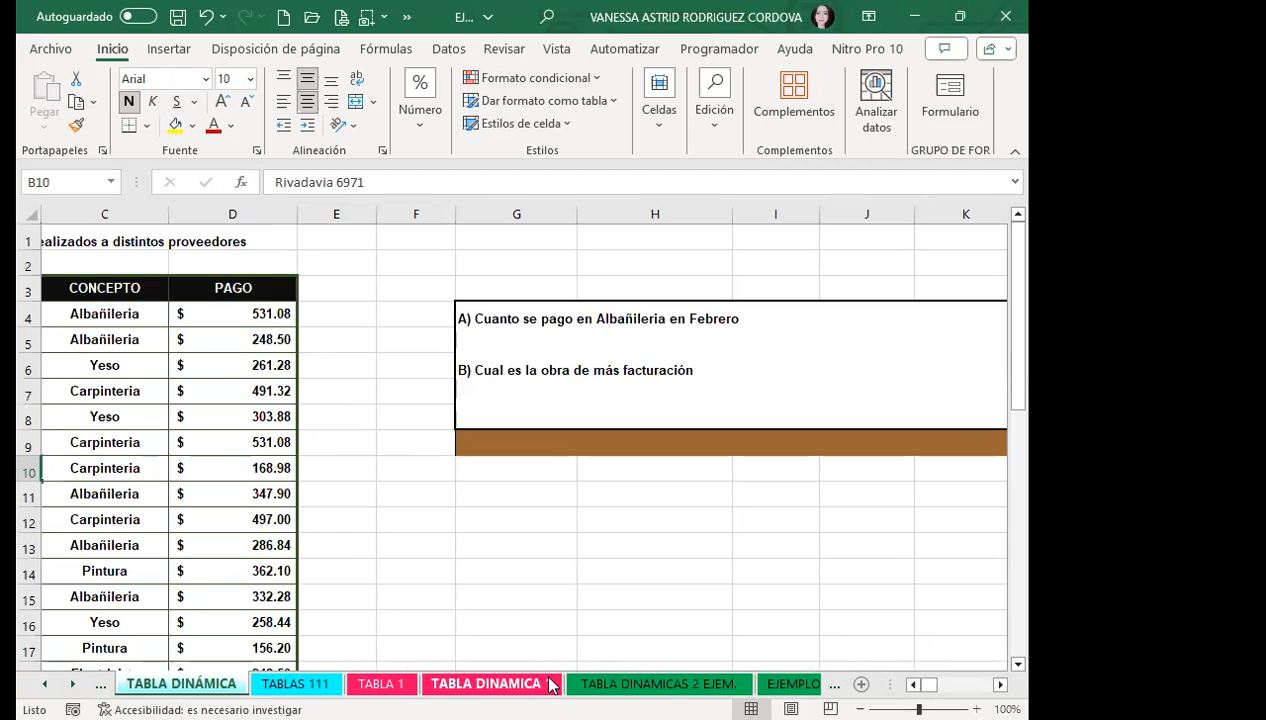 Autoguardado
EJ...
VANESSA ASTRID RODRIGUEZ CORDOVA
Archivo Inicio Insertar Disposición de página Fórmulas Datos Revisar Vista Automatizar Programador Ayuda Nitro Pro 10
Pegar
Arial 10
N K S
Número
Formato condicional
Dar formato como tabla
Estilos de celda
Celdas
Edición
Complementos
Analizar datos
Formulario
Portapapeles Fuente Alineación Estilos Complementos GRUPO DE FOR
B10 fx Rivadavia 6971
C D E F G H I J K
1 ealizados a distintos proveedores
2
3 CONCEPTO PAGO
4 Albañileria $ 531.08 A) Cuanto se pago en Albañileria en Febrero
5 Albañileria $ 248.50
6 Yeso $ 261.28 B) Cual es la obra de más facturación
7 Carpinteria $ 491.32
8 Yeso $ 303.88
9 Carpinteria $ 531.08
10 Carpinteria $ 168.98
11 Albañileria $ 347.90
12 Carpinteria $ 497.00
13 Albañileria $ 286.84
14 Pintura $ 362.10
15 Albañileria $ 332.28
16 Yeso $ 258.44
17 Pintura $ 156.20
... TABLA DINÁMICA TABLAS 111 TABLA 1 TABLA DINAMICA TABLA DINAMICAS 2 EJEM. EJEMPLO ...
Listo Accesibilidad: es necesario investigar 100%